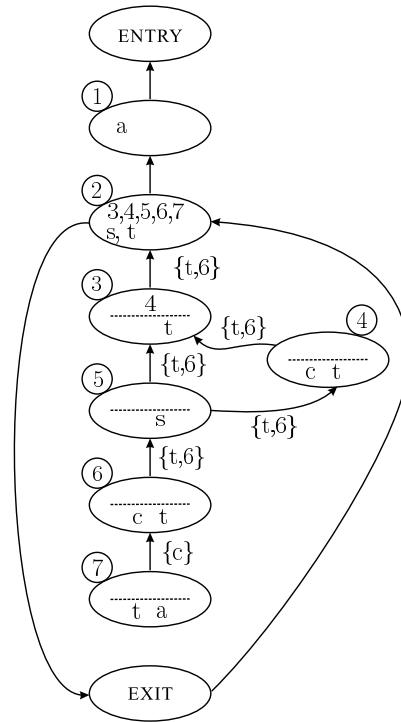 ENTRY
1
a
2
3,4,5,6,7
s, t
{t,6}
3
4
t
{t,6}
4
c t
{t,6}
5
s
{t,6}
{t,6}
6
c t
{c}
7
t a
EXIT